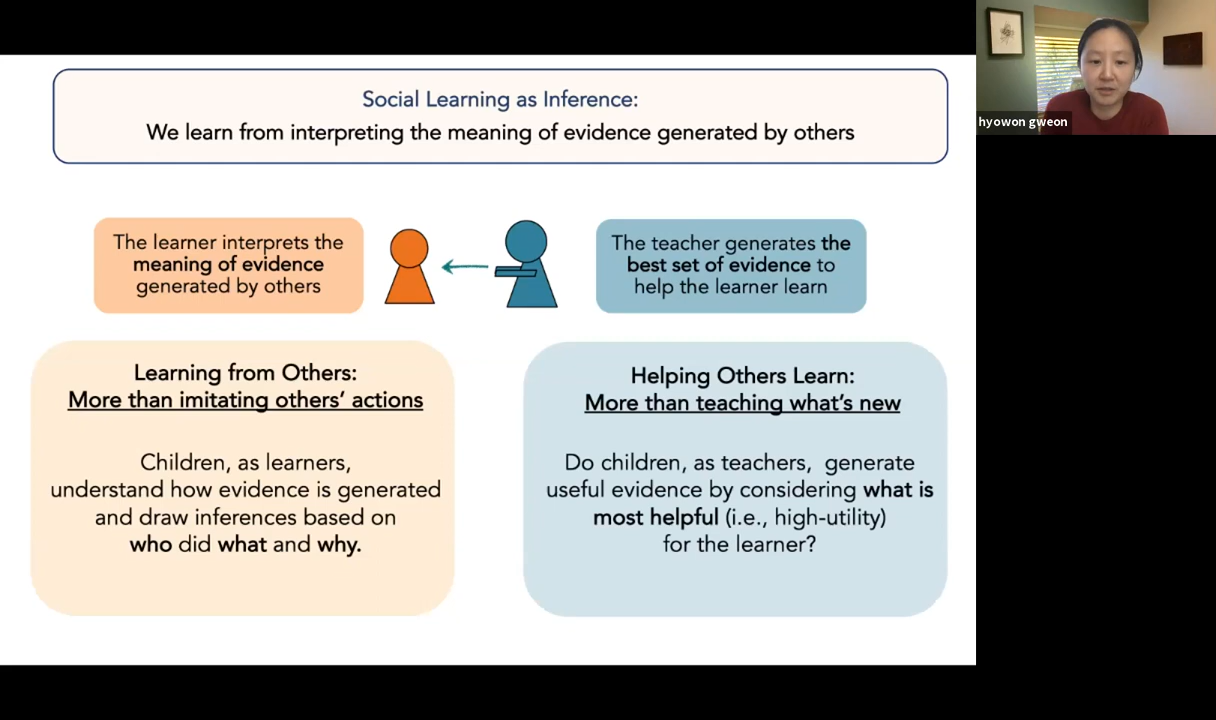 Social Learning as Inference:
We learn from interpreting the meaning of evidence generated by others
The learner interprets the
meaning of evidence
generated by others
The teacher generates the
best set of evidence to
help the learner learn
Learning from Others:
More than imitating others’ actions
Children, as learners,
understand how evidence is generated
and draw inferences based on
who did what and why.
Helping Others Learn:
More than teaching what’s new
Do children, as teachers, generate
useful evidence by considering what is
most helpful (i.e., high-utility)
for the learner?
hyowon gweon